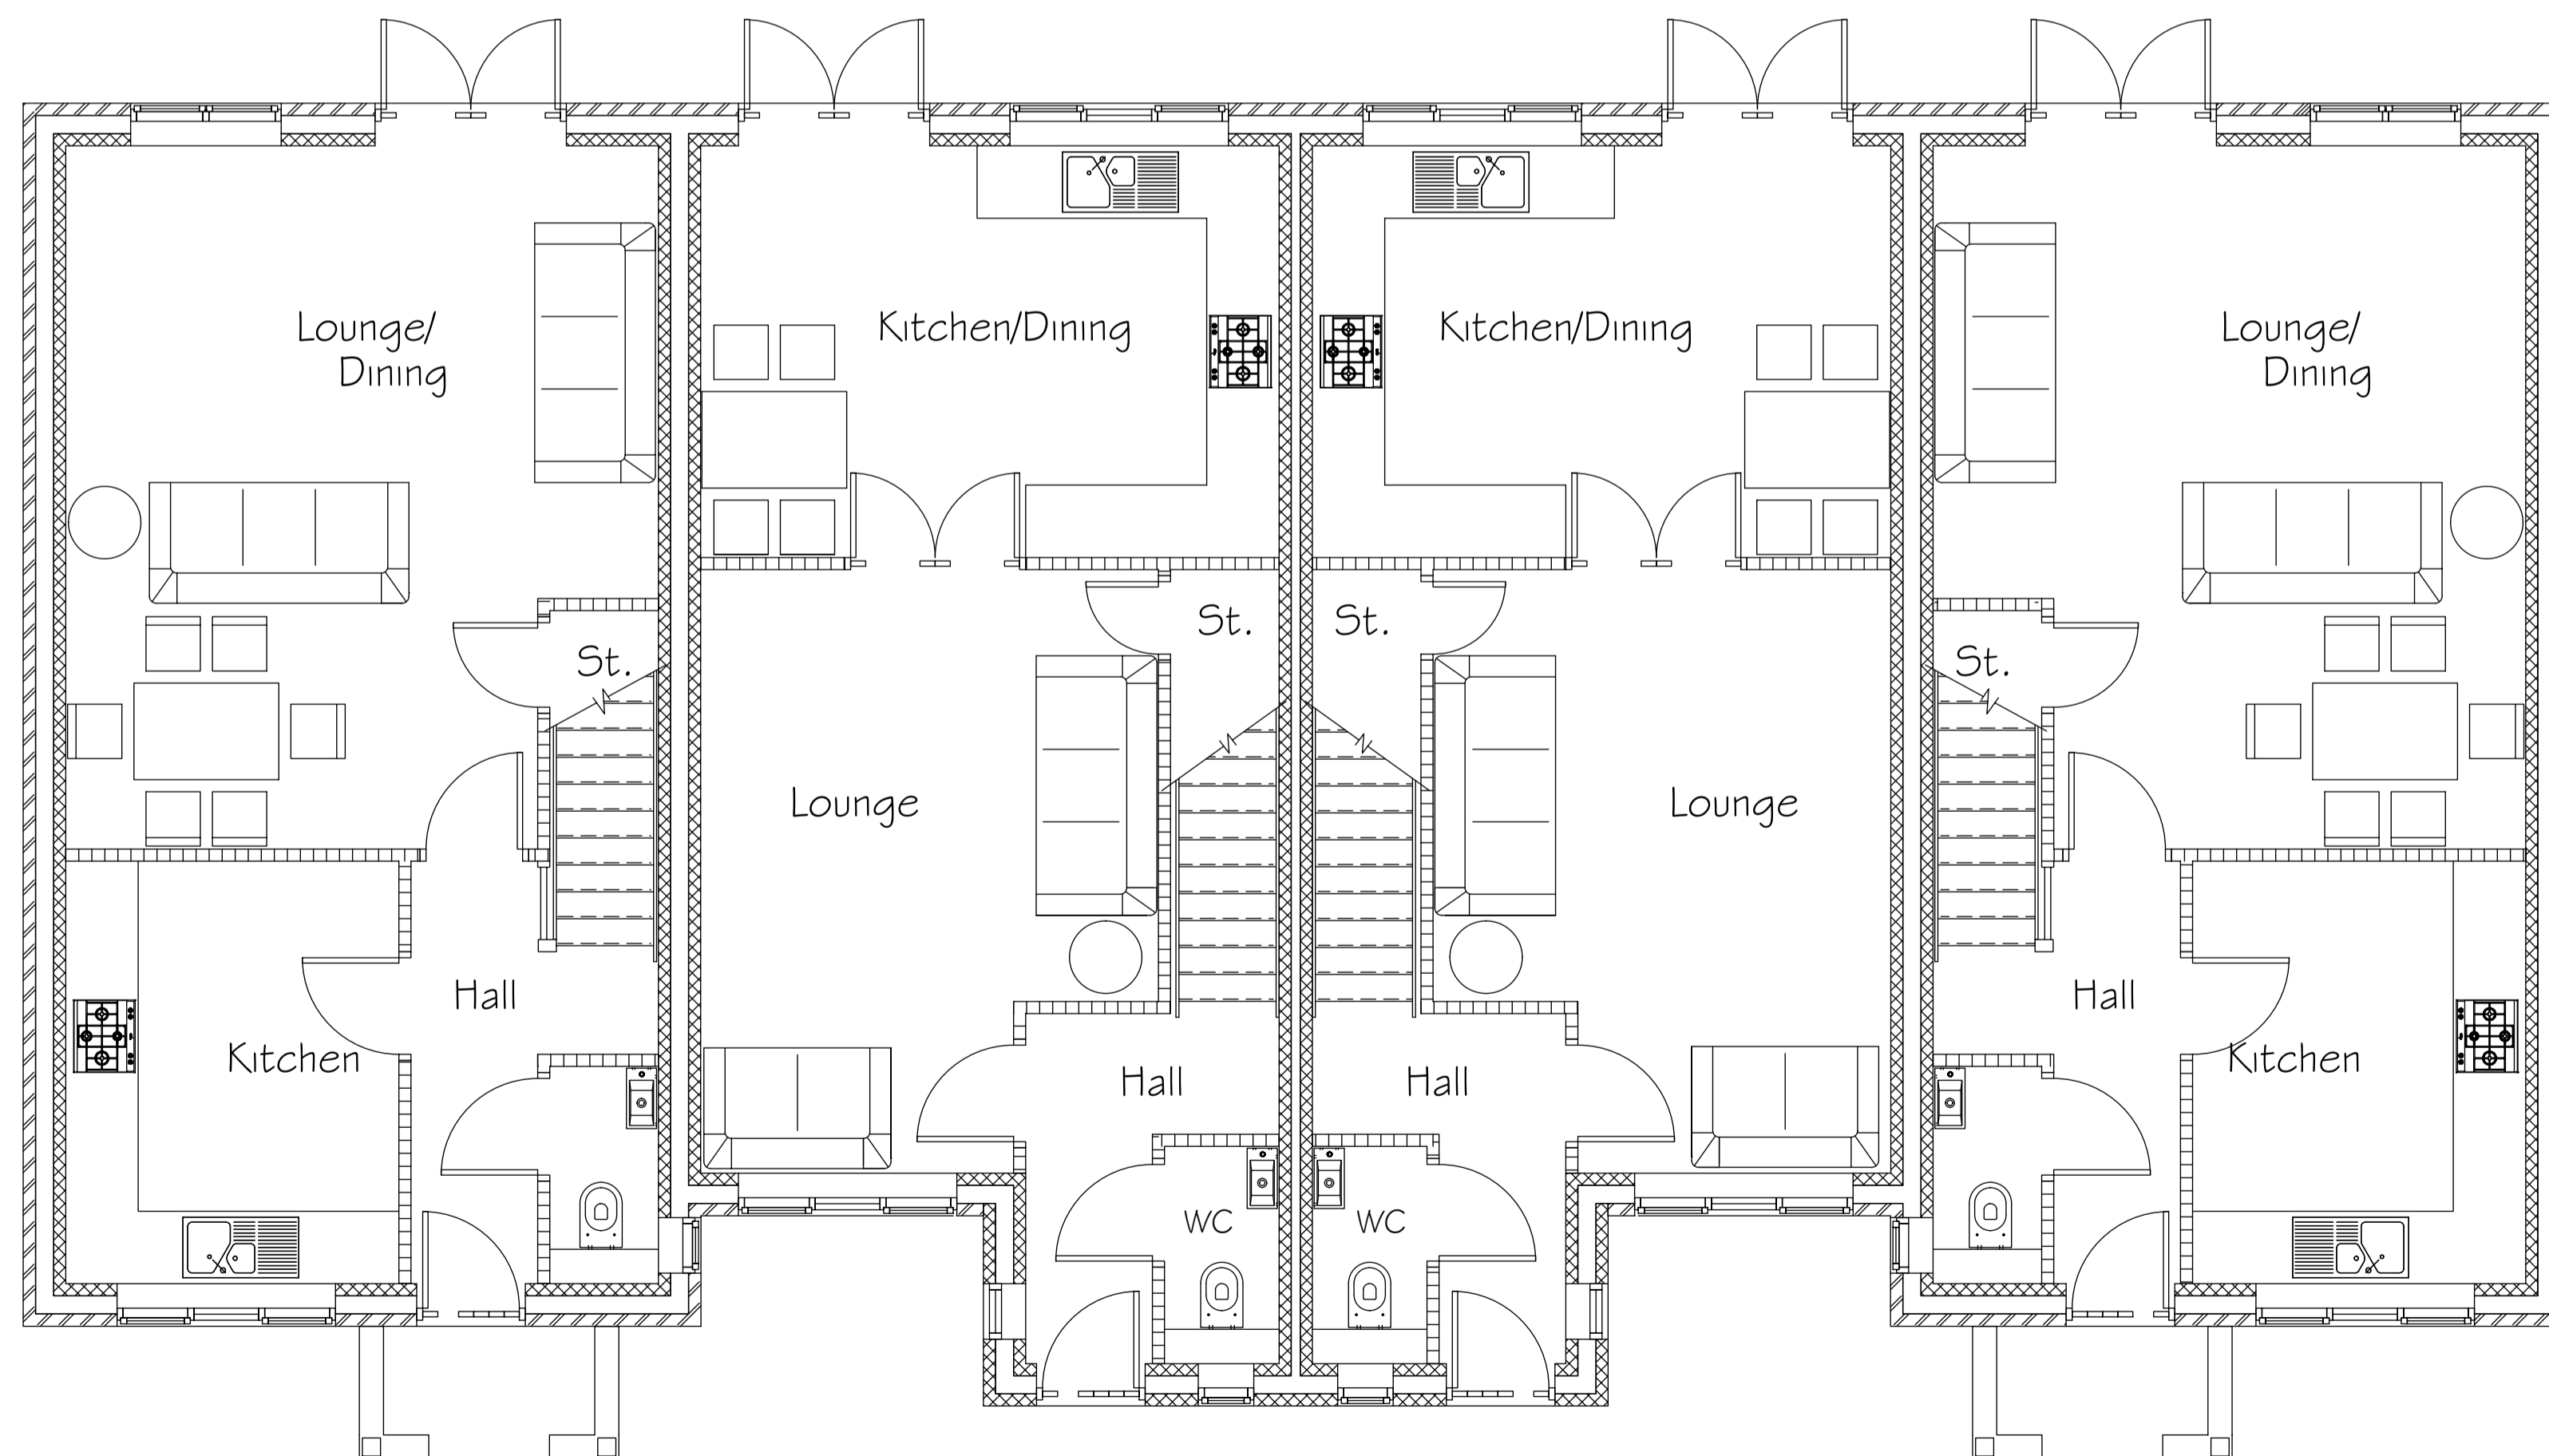 Lounge/
Dining
Kitchen/Dining
Kitchen/Dining
Lounge/
Dining
St.
St.
St.
St.
Lounge
Lounge
Hall
Hall
Kitchen
Hall
Hall
Kitchen
WC
WC